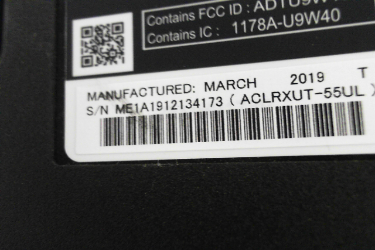 Contains FCC ID : ADTU9W
Contains IC : 1178A-U9W40
MANUFACTURED: MARCH 2019 T
S/N ME1A1912134173 ( ACLRXUT-55UL )